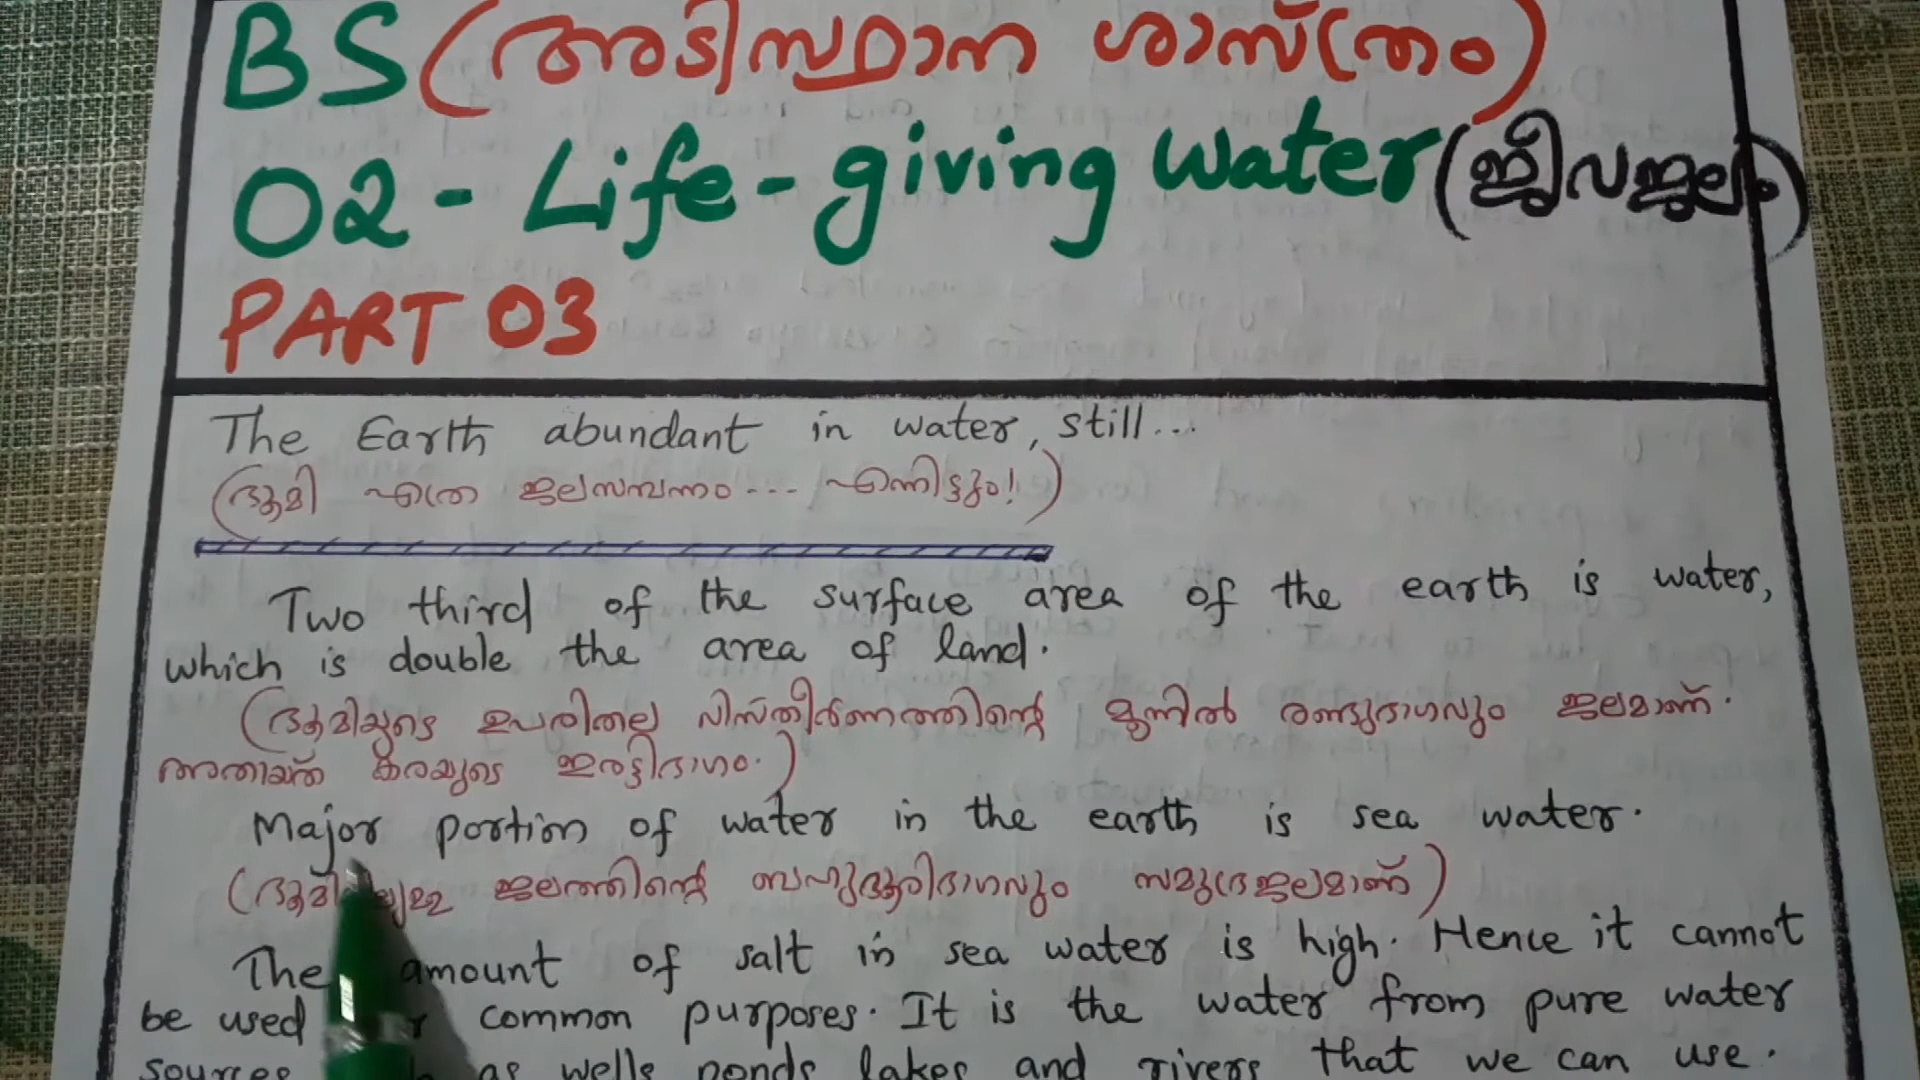 BS (അടിസ്ഥാന ശാസ്ത്രം)
02 - Life-giving water (ജീവജലം)
PART 03
The Earth abundant in water, still...
(ഭൂമി എത്ര ജലസമ്പന്നം... എന്നിട്ടും!)
Two third of the surface area of the earth is water,
which is double the area of land.
(ഭൂമിയുടെ ഉപരിതല വിസ്തീർണത്തിന്റെ മൂന്നിൽ രണ്ടുഭാഗവും ജലമാണ്.
അതായത് കരയുടെ ഇരട്ടിഭാഗം.)
Major portion of water in the earth is sea water.
ജലത്തിന്റെ ബഹുഭൂരിഭാഗവും സമുദ്രജലമാണ്)
The amount of salt in sea water is high. Hence it cannot
be used common purposes. It is the water from pure water
sources as wells ponds lakes and rivers that we can use.